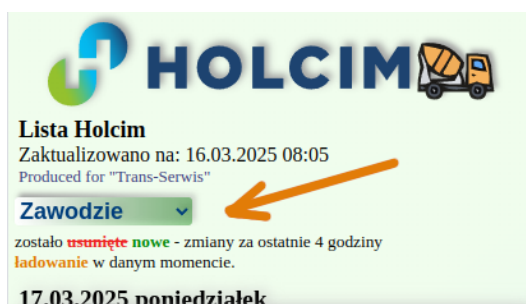 HOLCIM
Lista Holcim
Zaktualizowano na: 16.03.2025 08:05
Produced for "Trans-Serwis"
Zawodzie
zostało usunięte nowe - zmiany za ostatnie 4 godziny
ładowanie w danym momencie.
17.03.2025 poniedziałek